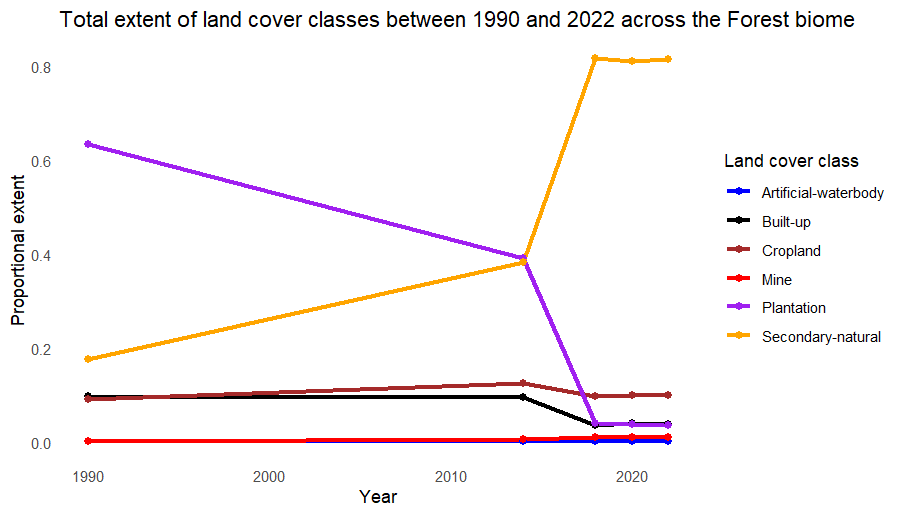 Total extent of land cover classes between 1990 and 2022 across the Forest biome
0.8
0.6
0.4
0.2
0.0
Proportional extent
1990
2000
2010
2020
Year
Land cover class
Artificial-waterbody
Built-up
Cropland
Mine
Plantation
Secondary-natural